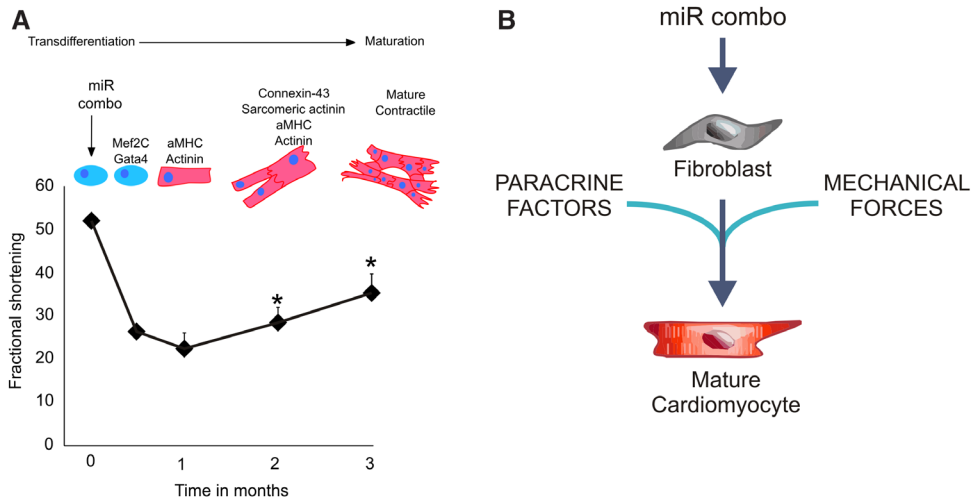 A
Transdifferentiation
Maturation
miR
combo
Mef2C
Gata4
aMHC
Actinin
Connexin-43
Sarcomeric actinin
aMHC
Actinin
Mature
Contractile
Fractional shortening
60
50
40
30
20
10
0
*
*
0
1
2
3
Time in months
B
miR combo
Fibroblast
PARACRINE
FACTORS
MECHANICAL
FORCES
Mature
Cardiomyocyte